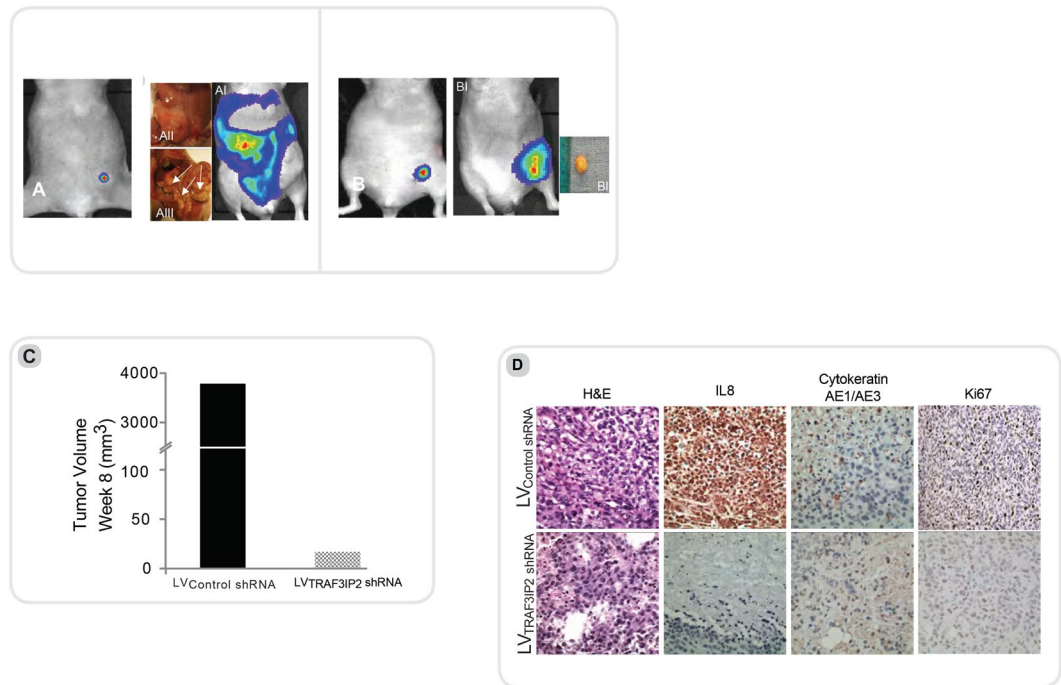 A
AII
AIII
AI
B
BI
BI
C
4000
3000
100
50
0
Tumor Volume
Week 8 (mm3)
LVControl shRNA
LVTRAF3IP2 shRNA
D
H&E
IL8
Cytokeratin
AE1/AE3
Ki67
LVControl shRNA
LVTRAF3IP2 shRNA